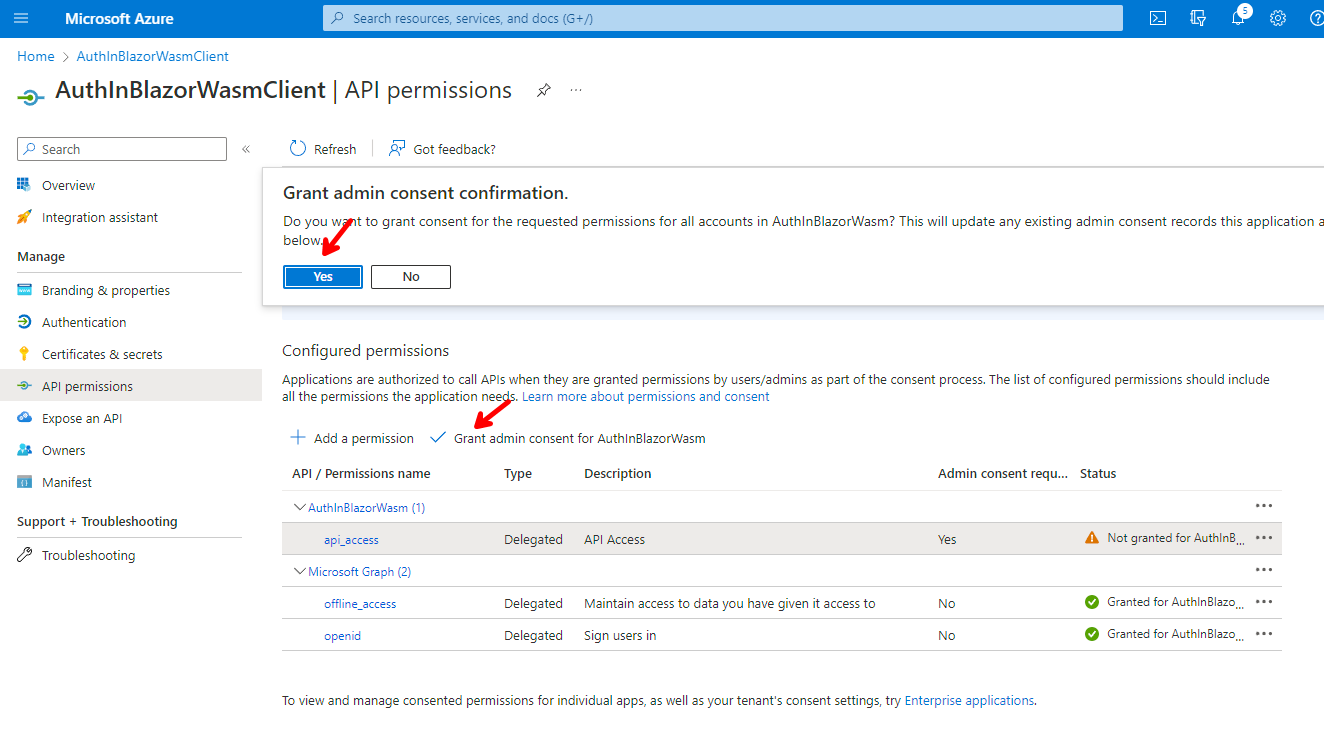 Microsoft Azure
Search resources, services, and docs (G+/)
5
Home > AuthInBlazorWasmClient
AuthInBlazorWasmClient | API permissions
Search
«
Refresh
Got feedback?
Overview
Integration assistant
Manage
Branding & properties
Authentication
Certificates & secrets
API permissions
Expose an API
Owners
Manifest
Support + Troubleshooting
Troubleshooting
Grant admin consent confirmation.
Do you want to grant consent for the requested permissions for all accounts in AuthInBlazorWasm? This will update any existing admin consent records this application a
below.
Yes
No
Configured permissions
Applications are authorized to call APIs when they are granted permissions by users/admins as part of the consent process. The list of configured permissions should include
all the permissions the application needs. Learn more about permissions and consent
Add a permission
Grant admin consent for AuthInBlazorWasm
API / Permissions name Type Description Admin consent requ... Status
AuthInBlazorWasm (1)
api_access Delegated API Access Yes Not granted for AuthInB...
Microsoft Graph (2)
offline_access Delegated Maintain access to data you have given it access to No Granted for AuthInBlazo...
openid Delegated Sign users in No Granted for AuthInBlazo...
To view and manage consented permissions for individual apps, as well as your tenant's consent settings, try Enterprise applications.